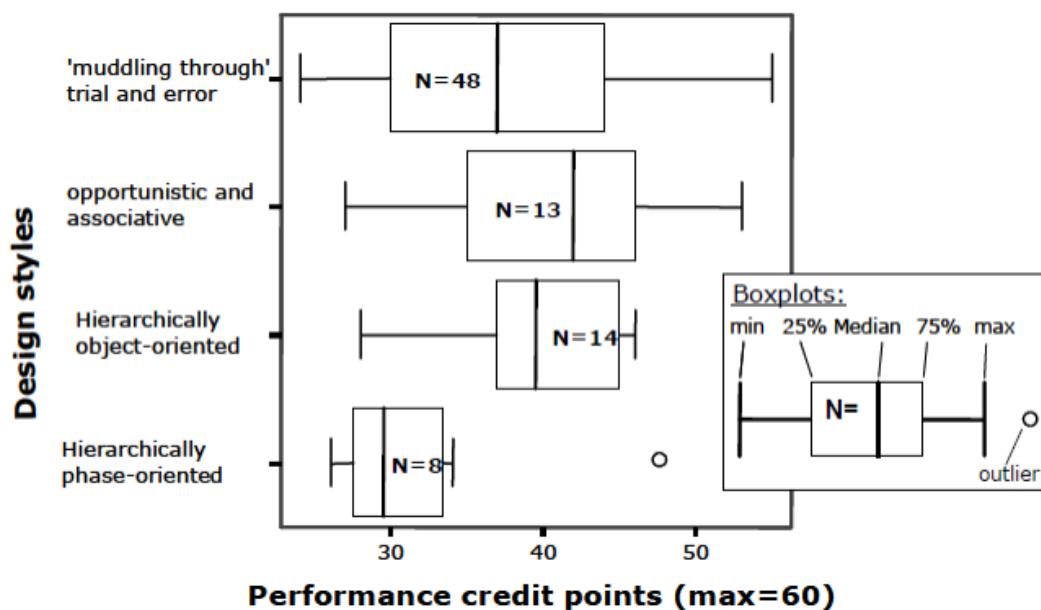 'muddling through'
trial and error
N=48
opportunistic and
associative
N=13
Hierarchically
object-oriented
N=14
Hierarchically
phase-oriented
N=8
Design styles
30 40 50
Performance credit points (max=60)
Boxplots:
min 25% Median 75% max
N=
outlier